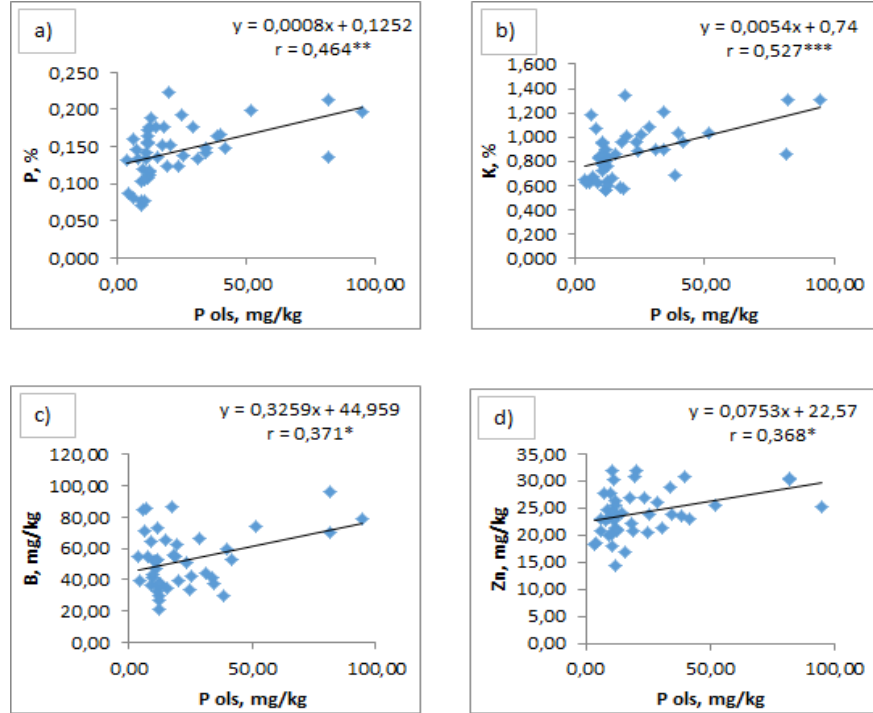 a)
y = 0,0008x + 0,1252
r = 0,464**
0,250
0,200
0,150
0,100
0,050
0,000
P, %
0,00 50,00 100,00
P ols, mg/kg
b)
y = 0,0054x + 0,74
r = 0,527***
1,600
1,400
1,200
1,000
0,800
0,600
0,400
0,200
0,000
K, %
0,00 50,00 100,00
P ols, mg/kg
c)
y = 0,3259x + 44,959
r = 0,371*
120,00
100,00
80,00
60,00
40,00
20,00
0,00
B, mg/kg
0,00 50,00 100,00
P ols, mg/kg
d)
y = 0,0753x + 22,57
r = 0,368*
35,00
30,00
25,00
20,00
15,00
10,00
5,00
0,00
Zn, mg/kg
0,00 50,00 100,00
P ols, mg/kg